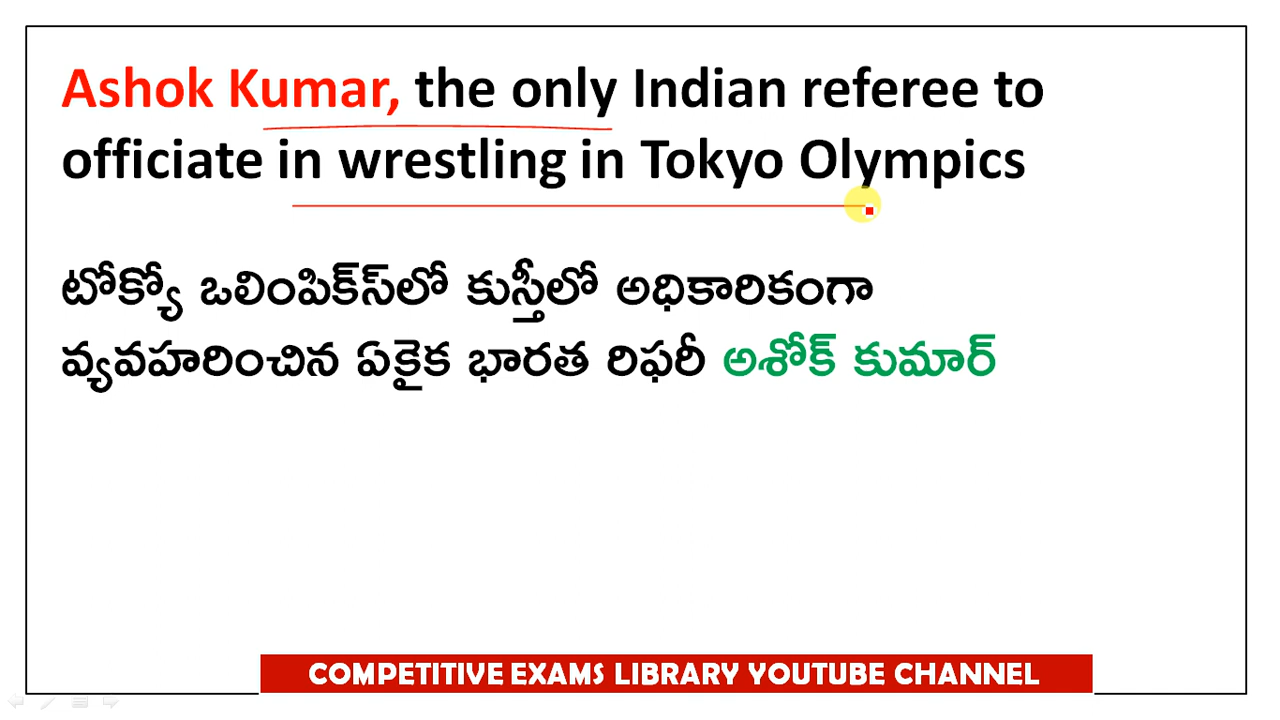 Ashok Kumar, the only Indian referee to
officiate in wrestling in Tokyo Olympics
టోక్యో ఒలింపిక్స్‌లో కుస్తీలో అధికారికంగా
వ్యవహరించిన ఏకైక భారత రిఫరీ అశోక్ కుమార్
COMPETITIVE EXAMS LIBRARY YOUTUBE CHANNEL